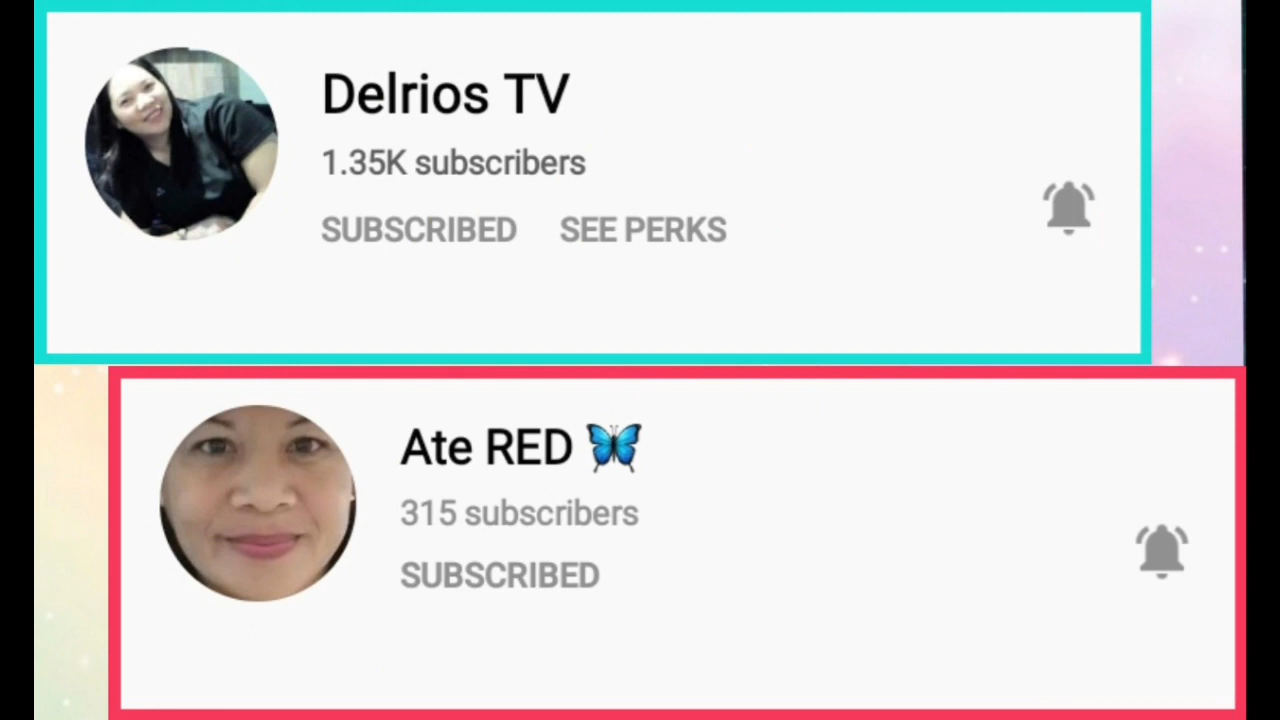 Delrios TV
1.35K subscribers
SUBSCRIBED SEE PERKS
Ate RED 🦋
315 subscribers
SUBSCRIBED